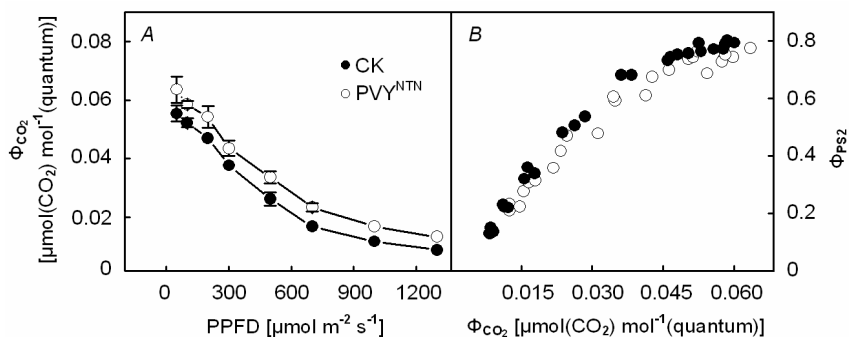 A
B
CK
PVY^NTN
Φ_CO₂
[μmol(CO₂) mol⁻¹(quantum)]
0.08
0.06
0.04
0.02
0
0 300 600 900 1200
PPFD [μmol m⁻² s⁻¹]
0.8
0.6
0.4
0.2
0
Φ_PS2
0.015 0.030 0.045 0.060
Φ_CO₂ [μmol(CO₂) mol⁻¹(quantum)]